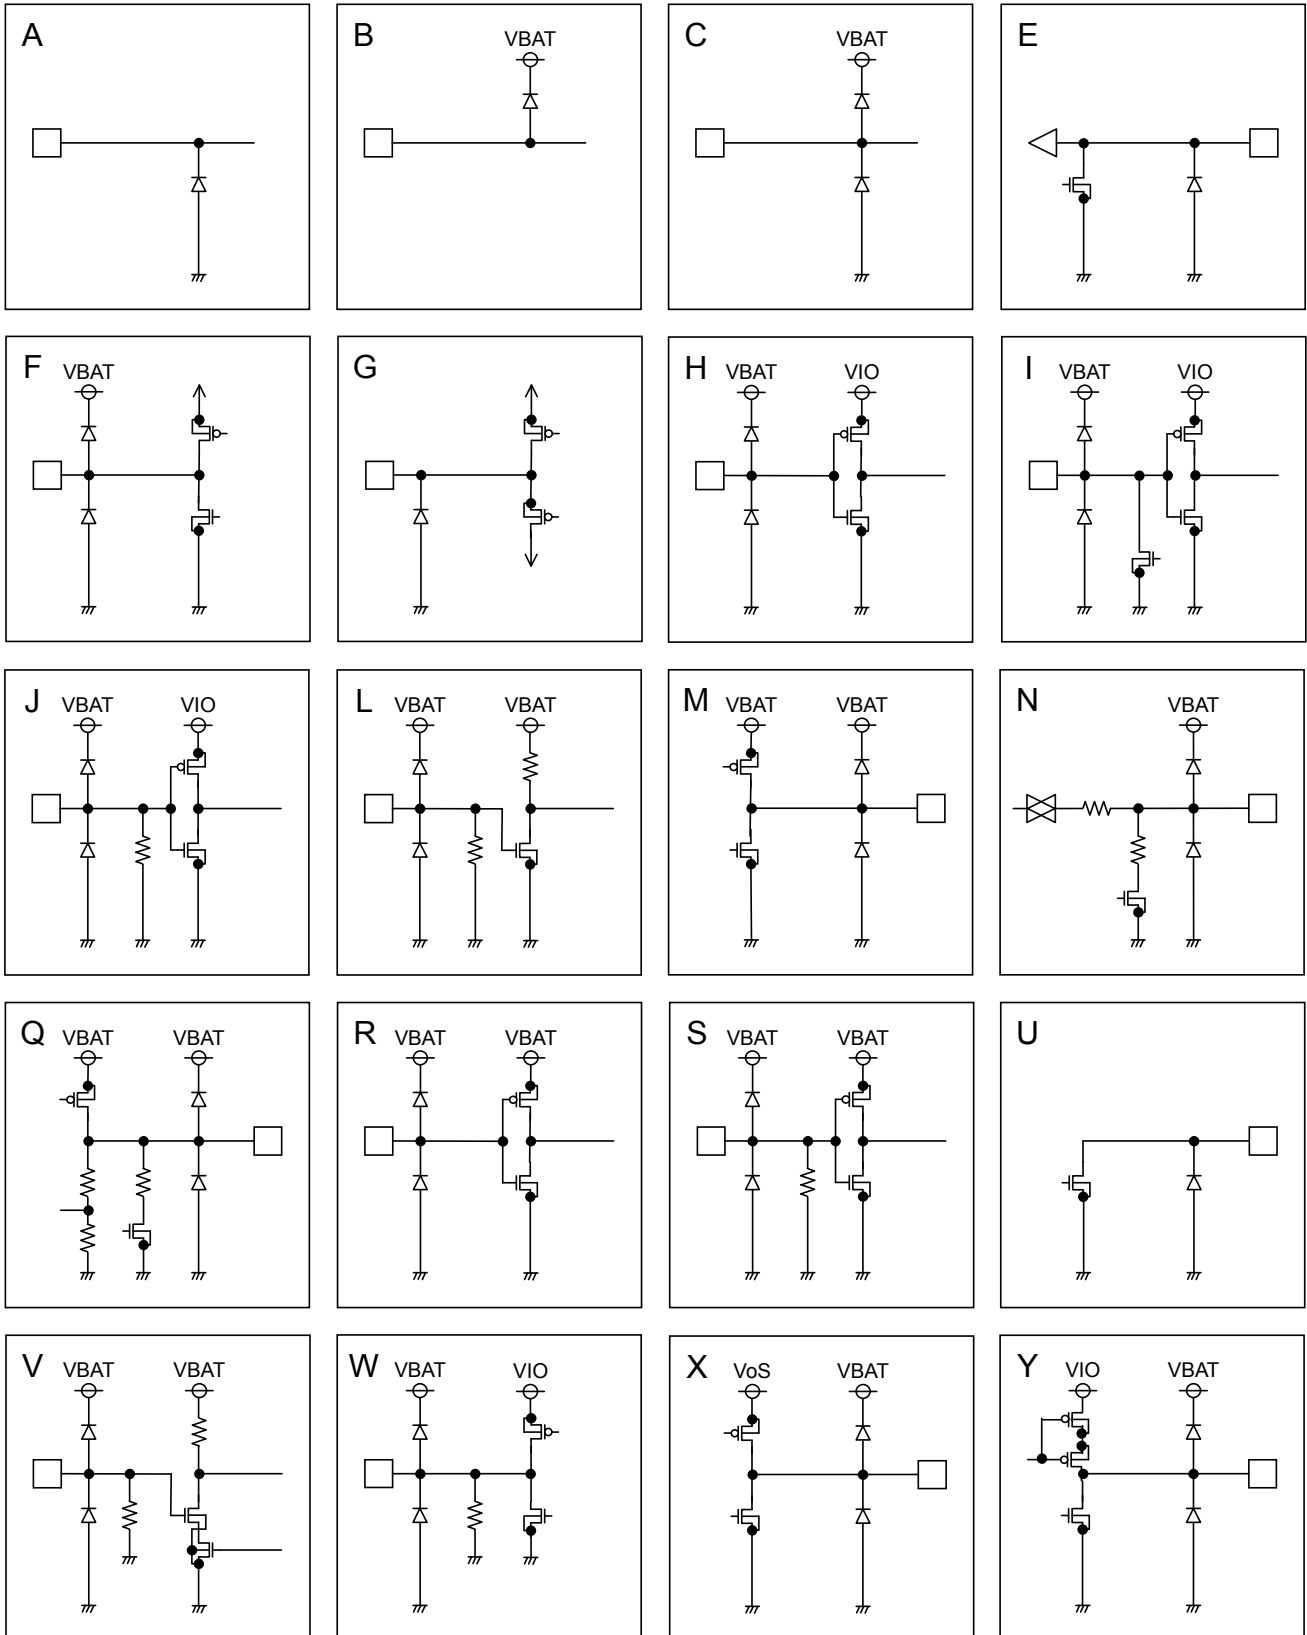 A
B VBAT
C VBAT
E
F VBAT
G
H VBAT VIO
I VBAT VIO
J VBAT VIO
L VBAT VBAT
M VBAT VBAT
N VBAT
Q VBAT VBAT
R VBAT VBAT
S VBAT VBAT
U
V VBAT VBAT
W VBAT VIO
X VoS VBAT
Y VIO VBAT